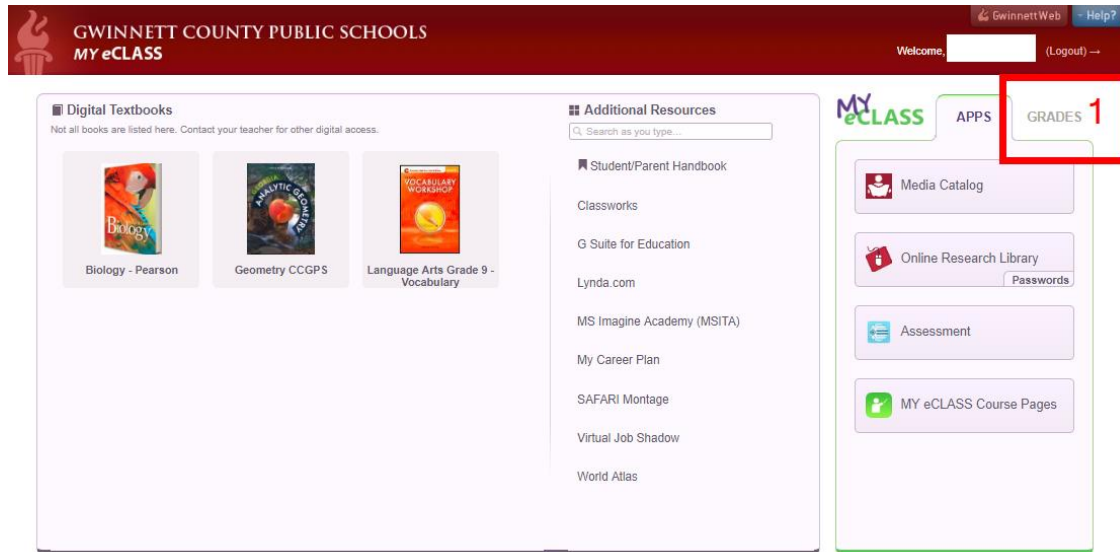 GwinnettWeb
Help?
GWINNETT COUNTY PUBLIC SCHOOLS
MY eCLASS
Welcome,
(Logout) →
Digital Textbooks
Not all books are listed here. Contact your teacher for other digital access.
Biology
ANALYTIC GEOMETRY
VOCABULARY
WORKSHOP
Biology - Pearson
Geometry CCGPS
Language Arts Grade 9 -
Vocabulary
Additional Resources
Search as you type...
Student/Parent Handbook
Classworks
G Suite for Education
Lynda.com
MS Imagine Academy (MSITA)
My Career Plan
SAFARI Montage
Virtual Job Shadow
World Atlas
MY
eCLASS
APPS
GRADES
1
Media Catalog
Online Research Library
Passwords
Assessment
MY eCLASS Course Pages